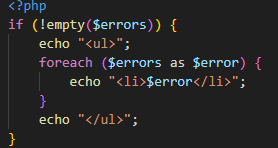 <?php
if (!empty($errors)) {
    echo "<ul>";
    foreach ($errors as $error) {
        echo "<li>$error</li>";
    }
    echo "</ul>";
}